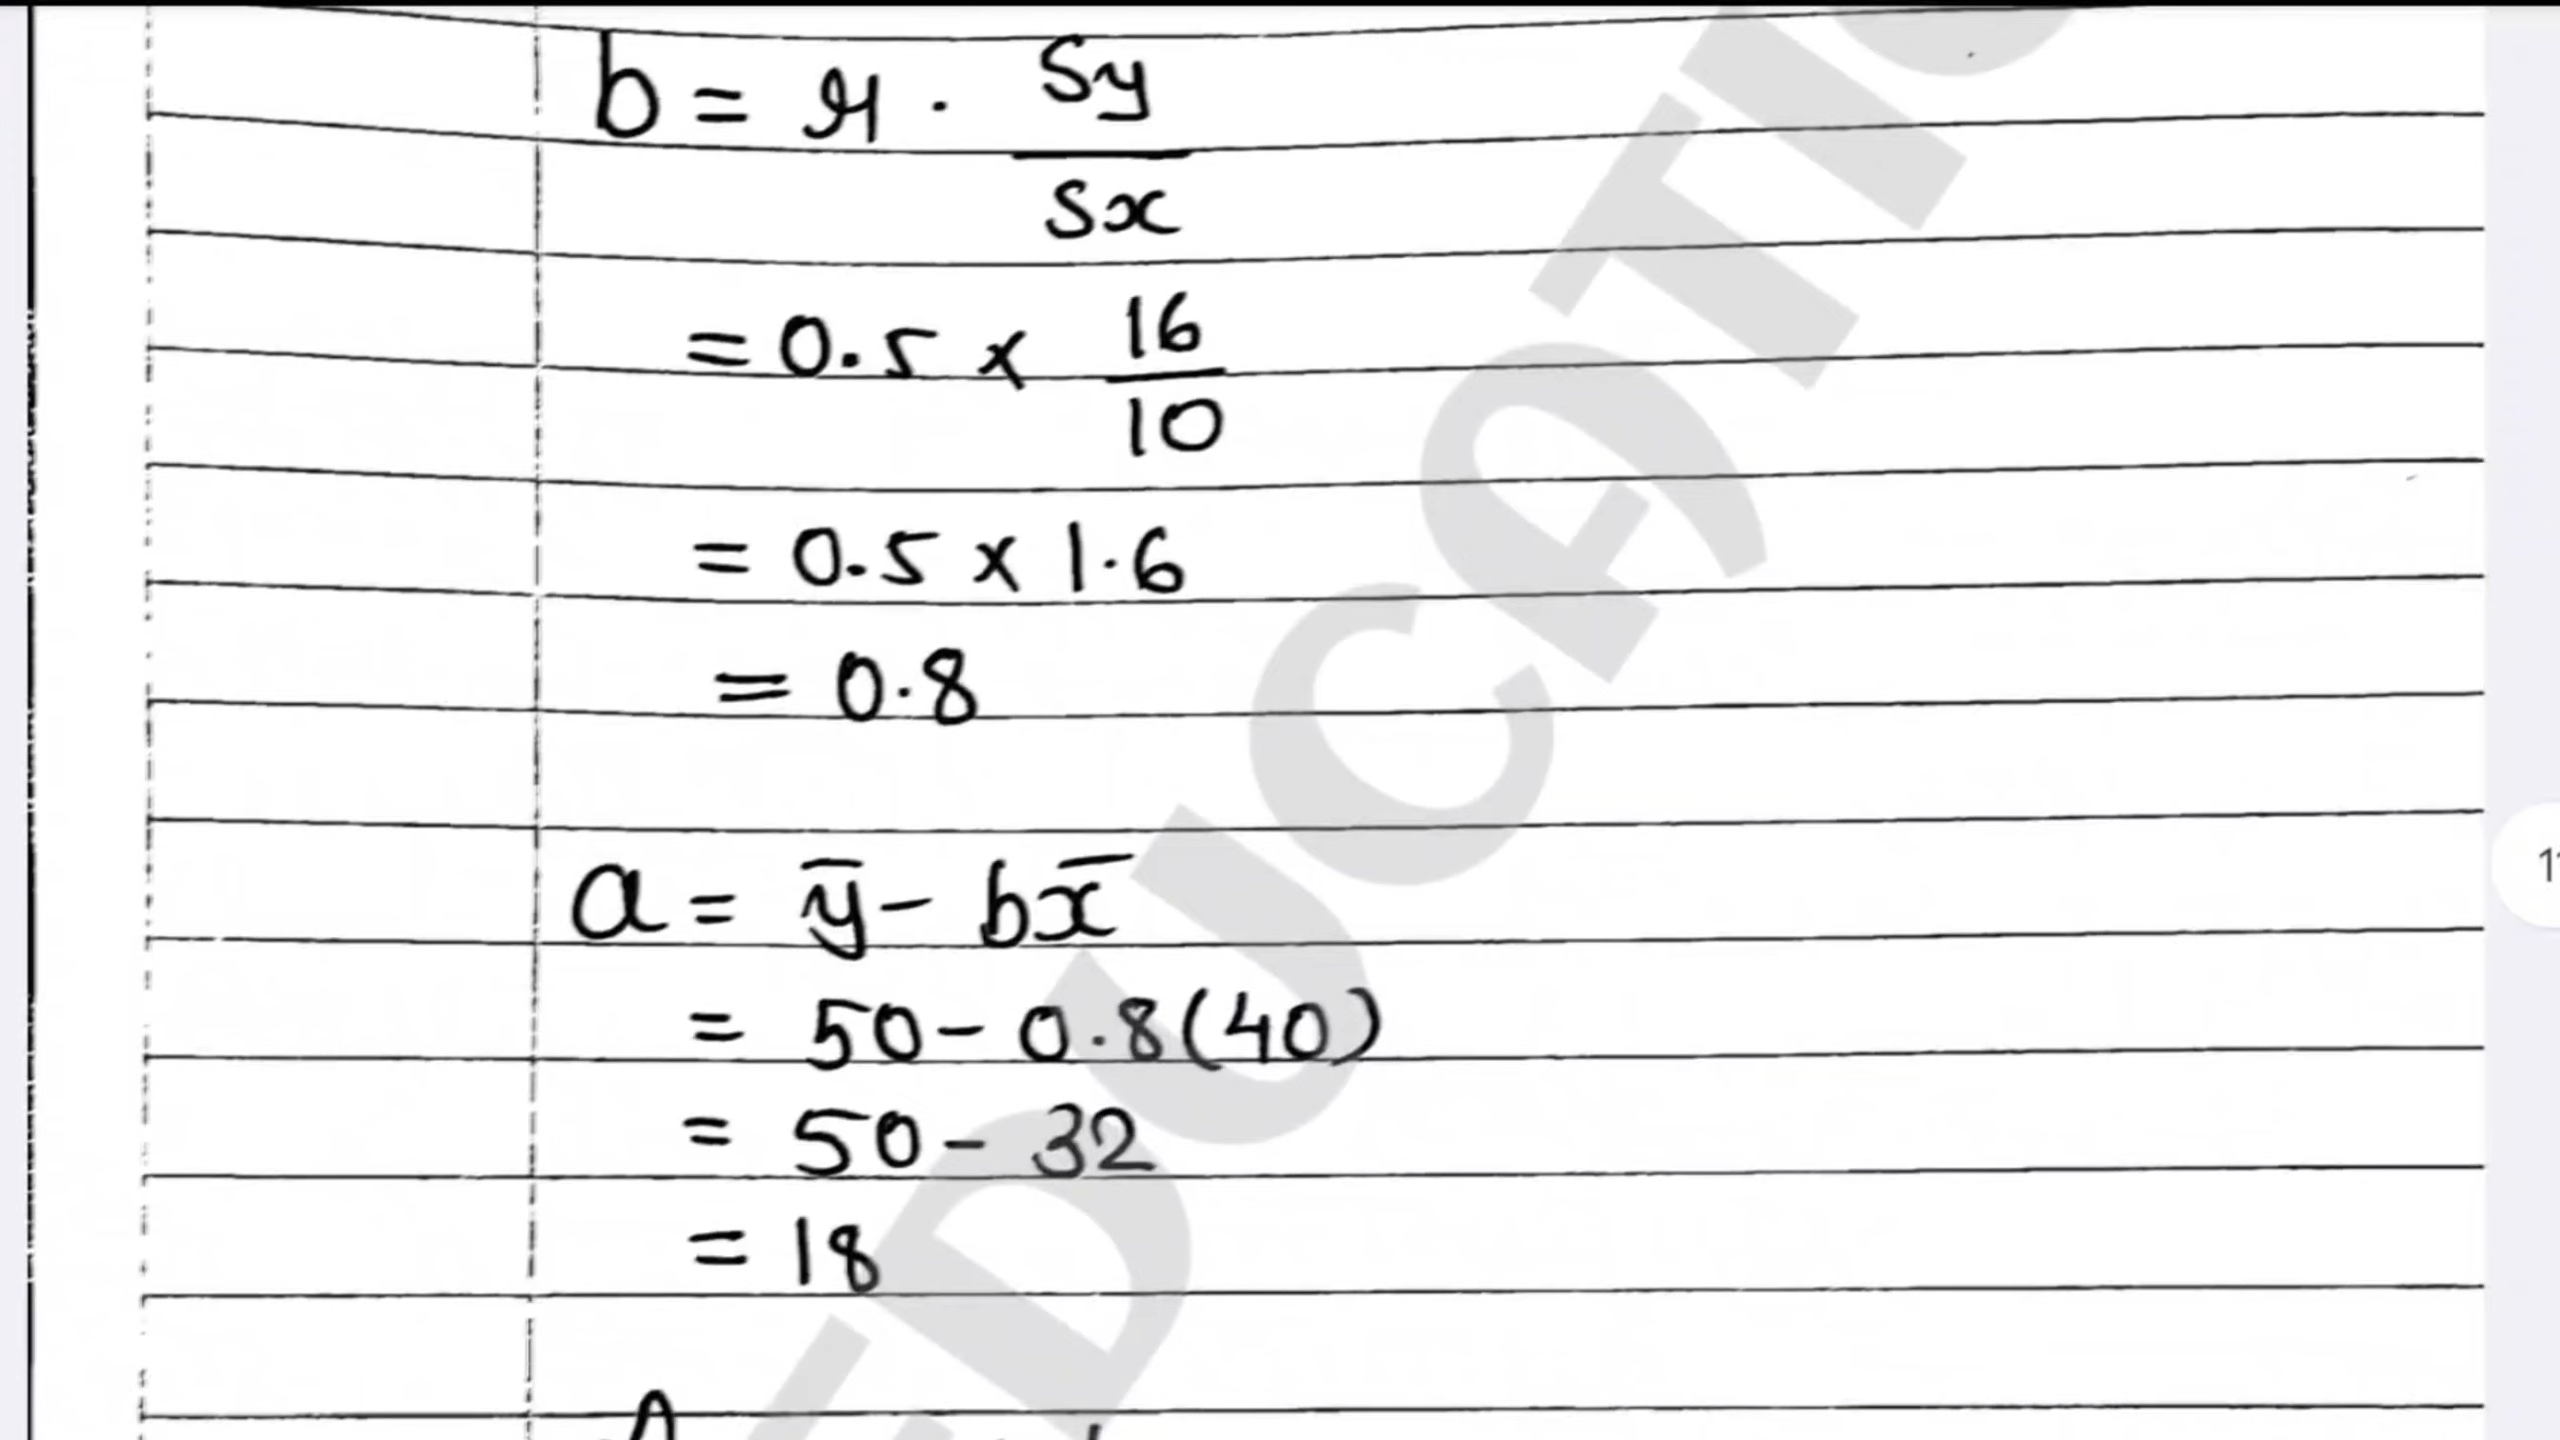 b = r · Sy
Sx
= 0.5 × 16
10
= 0.5 × 1.6
= 0.8
a = y̅ - bx̅
= 50 - 0.8(40)
= 50 - 32
= 18
EDUCATIO